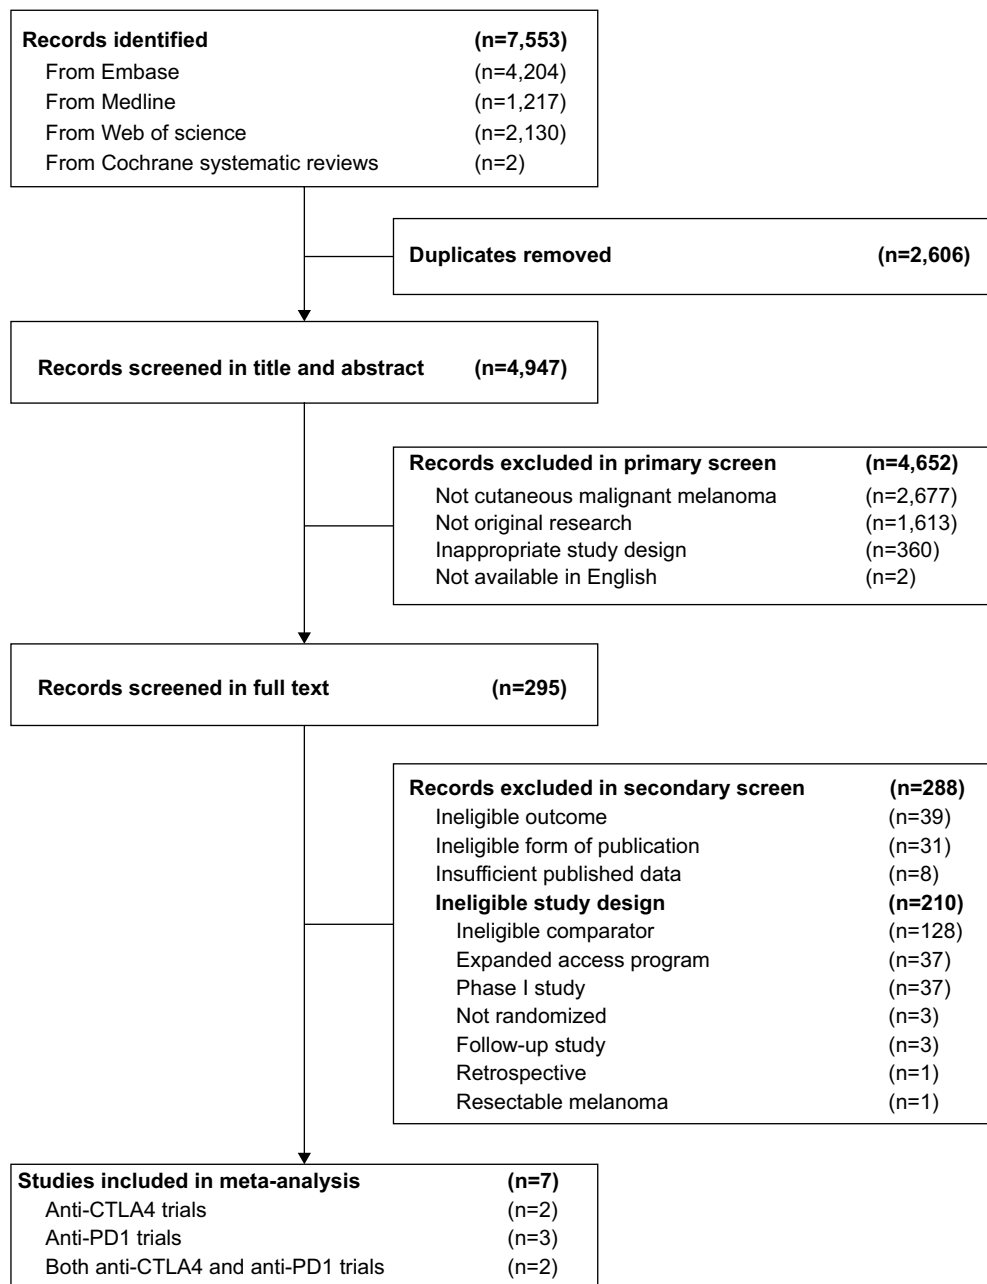 Records identified (n=7,553)
From Embase (n=4,204)
From Medline (n=1,217)
From Web of science (n=2,130)
From Cochrane systematic reviews (n=2)
Duplicates removed (n=2,606)
Records screened in title and abstract (n=4,947)
Records excluded in primary screen (n=4,652)
Not cutaneous malignant melanoma (n=2,677)
Not original research (n=1,613)
Inappropriate study design (n=360)
Not available in English (n=2)
Records screened in full text (n=295)
Records excluded in secondary screen (n=288)
Ineligible outcome (n=39)
Ineligible form of publication (n=31)
Insufficient published data (n=8)
Ineligible study design (n=210)
Ineligible comparator (n=128)
Expanded access program (n=37)
Phase I study (n=37)
Not randomized (n=3)
Follow-up study (n=3)
Retrospective (n=1)
Resectable melanoma (n=1)
Studies included in meta-analysis (n=7)
Anti-CTLA4 trials (n=2)
Anti-PD1 trials (n=3)
Both anti-CTLA4 and anti-PD1 trials (n=2)